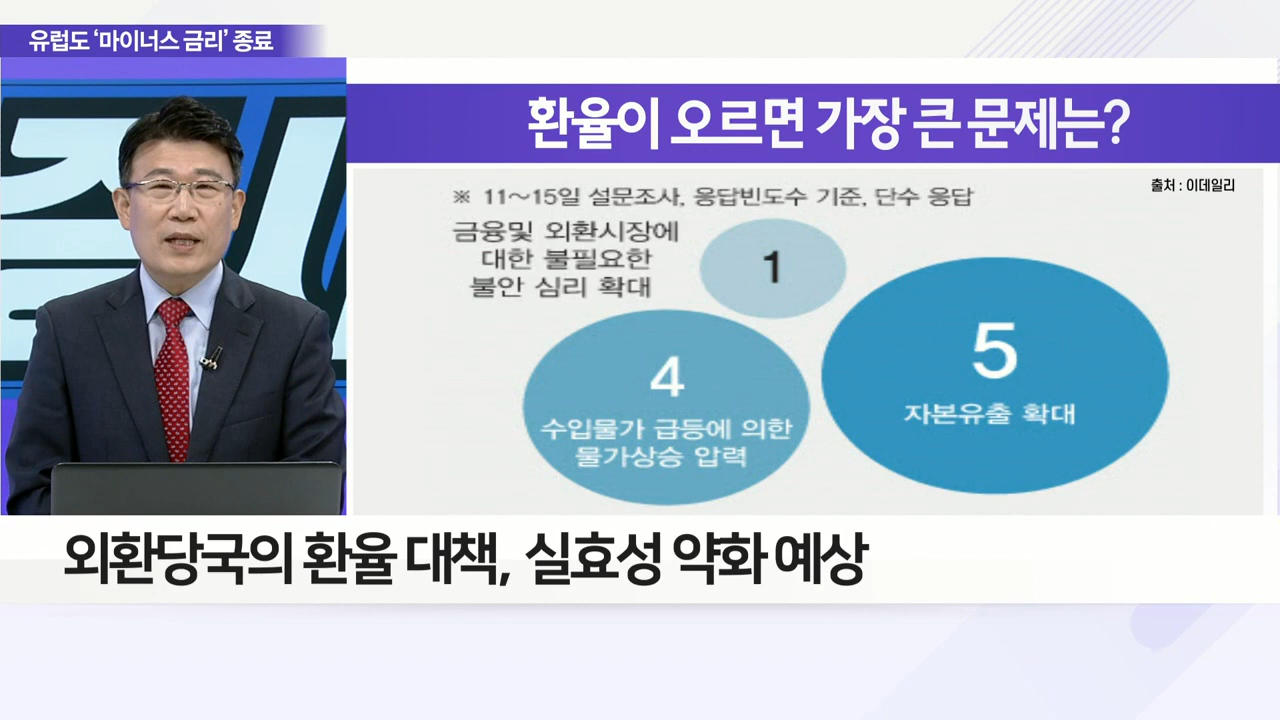 유럽도 ‘마이너스 금리’ 종료
환율이 오르면 가장 큰 문제는?
출처 : 이데일리
※ 11~15일 설문조사, 응답빈도수 기준, 단수 응답
금융및 외환시장에
대한 불필요한
불안 심리 확대
1
5
자본유출 확대
4
수입물가 급등에 의한
물가상승 압력
외환당국의 환율 대책, 실효성 약화 예상